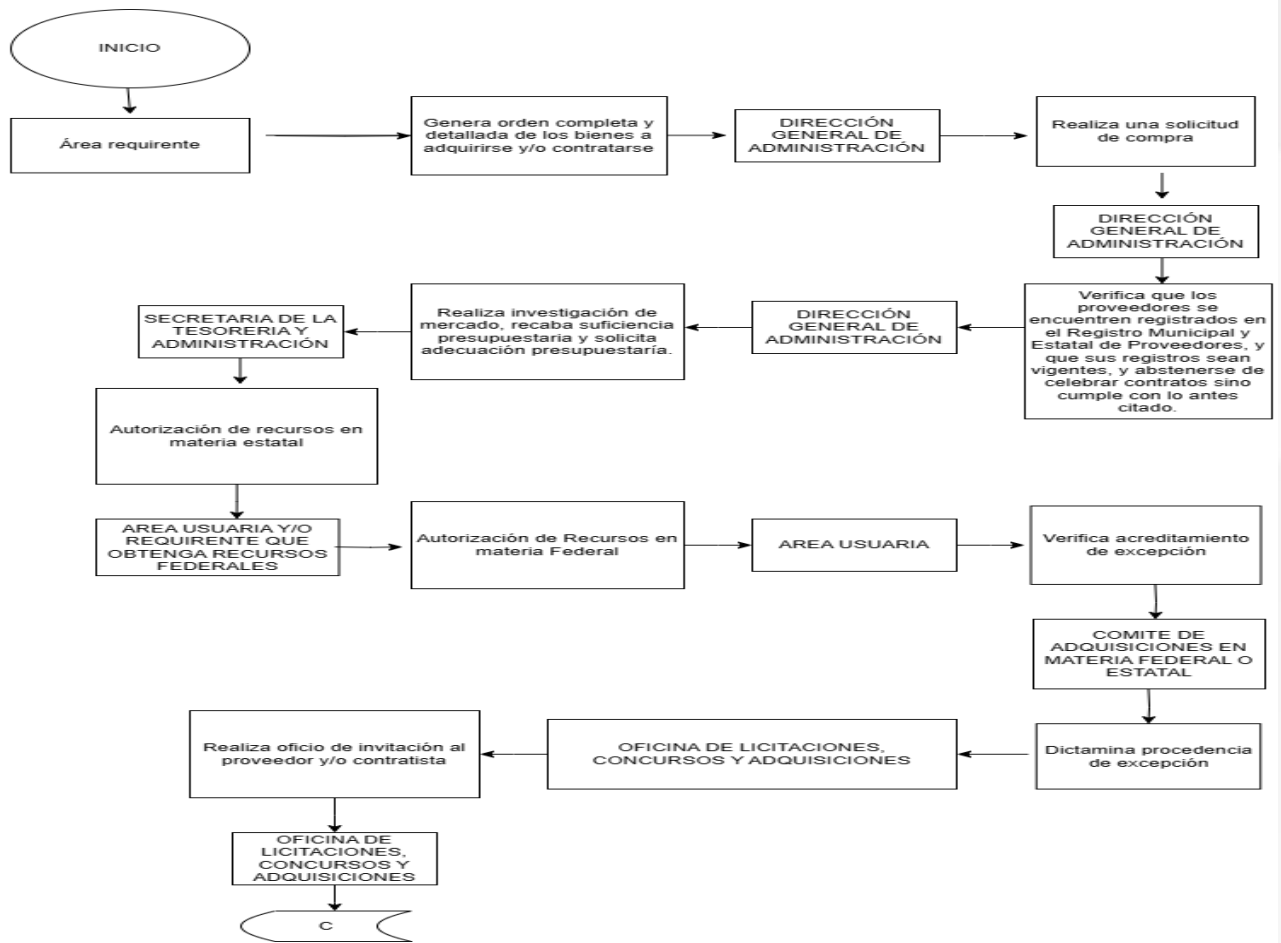 INICIO
Área requirente
Genera orden completa y
detallada de los bienes a
adquirirse y/o contratarse
DIRECCIÓN
GENERAL DE
ADMINISTRACIÓN
Realiza una solicitud
de compra
DIRECCIÓN
GENERAL DE
ADMINISTRACIÓN
Verifica que los
proveedores se
encuentren registrados en
el Registro Municipal y
Estatal de Proveedores, y
que sus registros sean
vigentes, y abstenerse de
celebrar contratos sino
cumple con lo antes
citado.
DIRECCIÓN
GENERAL DE
ADMINISTRACIÓN
Realiza investigación de
mercado, recaba suficiencia
presupuestaria y solicita
adecuación presupuestaría.
SECRETARIA DE LA
TESORERIA Y
ADMINISTRACIÓN
Autorización de recursos en
materia estatal
AREA USUARIA Y/O
REQUIRENTE QUE
OBTENGA RECURSOS
FEDERALES
Autorización de Recursos en
materia Federal
AREA USUARIA
Verifica acreditamiento
de excepción
COMITE DE
ADQUISICIONES EN
MATERIA FEDERAL O
ESTATAL
Dictamina procedencia
de excepción
OFICINA DE LICITACIONES,
CONCURSOS Y ADQUISICIONES
Realiza oficio de invitación al
proveedor y/o contratista
OFICINA DE
LICITACIONES,
CONCURSOS Y
ADQUISICIONES
C